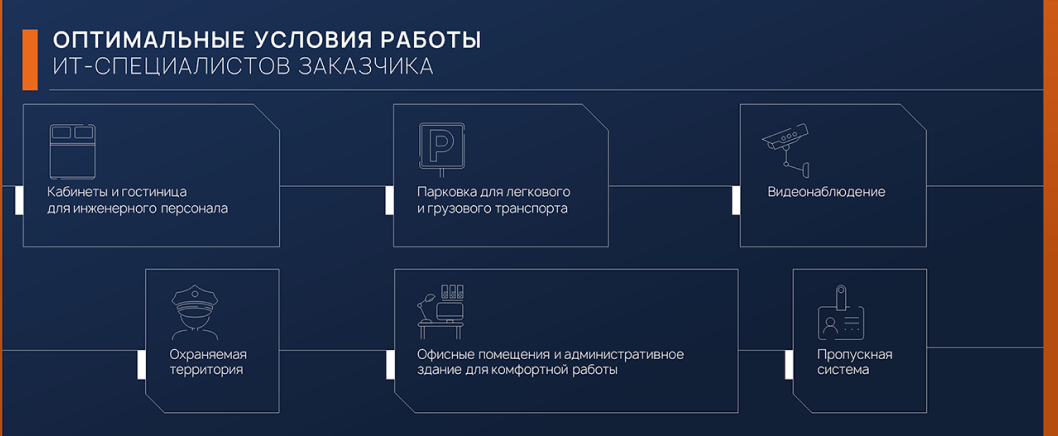 ОПТИМАЛЬНЫЕ УСЛОВИЯ РАБОТЫ
ИТ-СПЕЦИАЛИСТОВ ЗАКАЗЧИКА
Кабинеты и гостиница
для инженерного персонала
P
Парковка для легкового
и грузового транспорта
Видеонаблюдение
Охраняемая
территория
Офисные помещения и административное
здание для комфортной работы
Пропускная
система